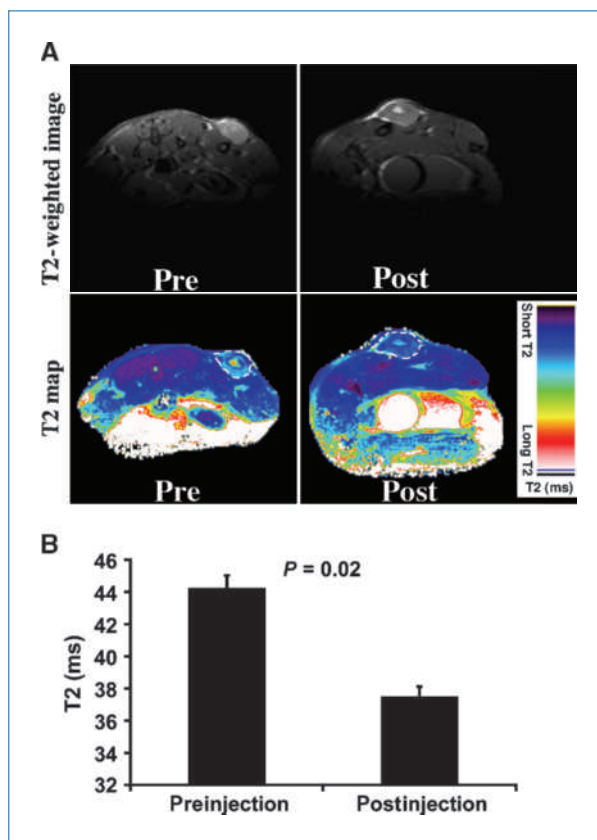 A
T2-weighted image
Pre
Post
T2 map
Pre
Post
Short T2
Long T2
T2 (ms)
B
T2 (ms)
46
44
42
40
38
36
34
32
P = 0.02
Preinjection
Postinjection